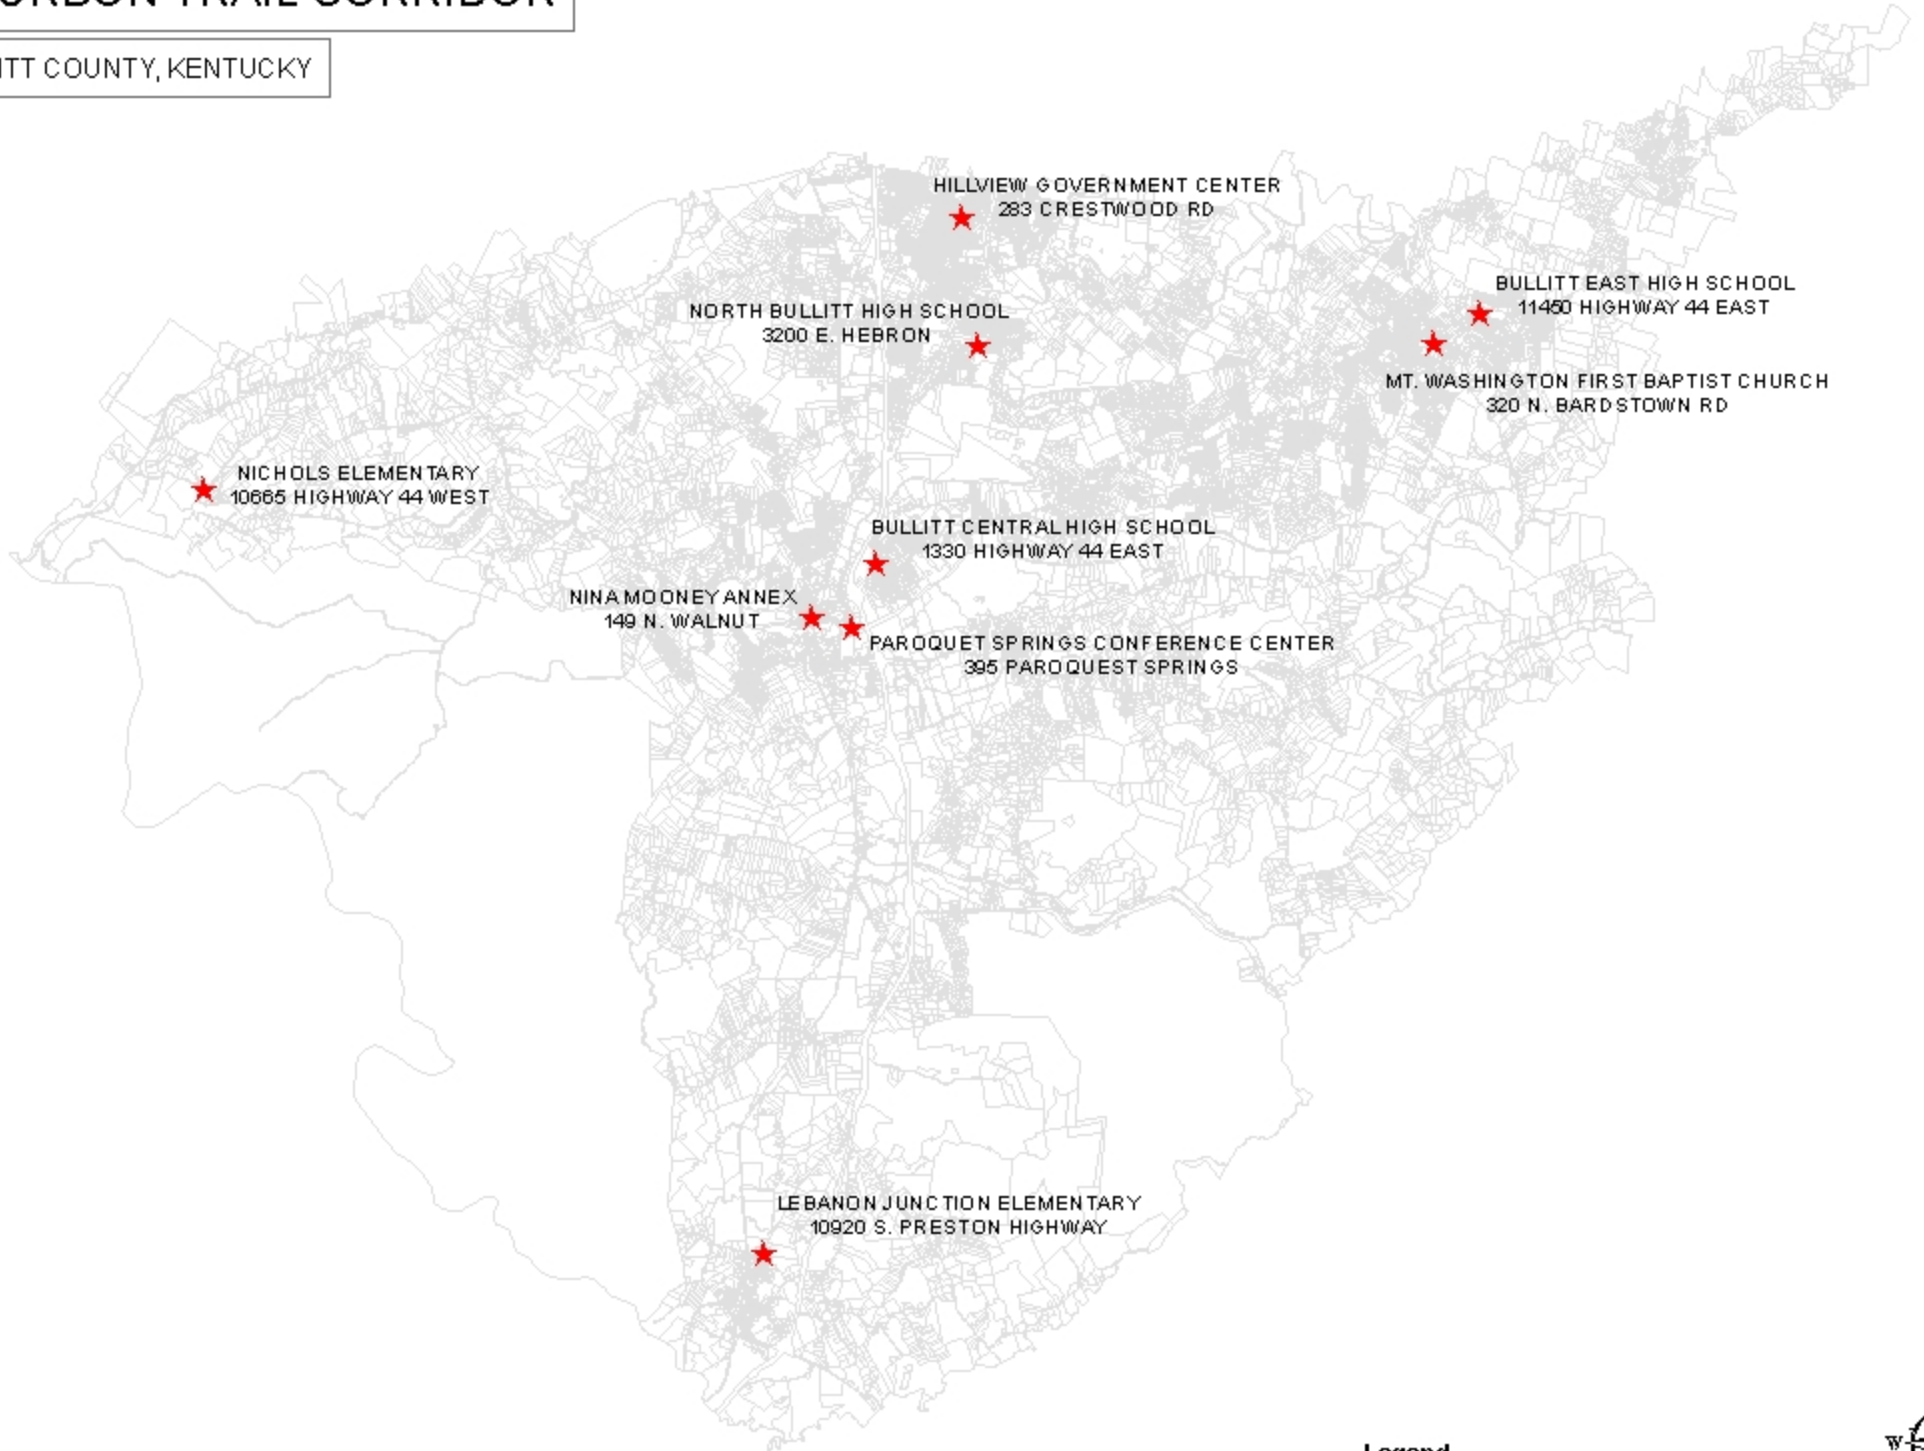 TRAIL CORRIDOR
COUNTY, KENTUCKY
HILLVIEW GOVERNMENT CENTER
283 CRESTWOOD RD
BULLITT EAST HIGH SCHOOL
11450 HIGHWAY 44 EAST
NORTH BULLITT HIGH SCHOOL
3200 E. HEBRON
MT. WASHINGTON FIRST BAPTIST CHURCH
320 N. BARDSTOWN RD
NICHOLS ELEMENTARY
10665 HIGHWAY 44 WEST
BULLITT CENTRAL HIGH SCHOOL
1330 HIGHWAY 44 EAST
NINA MOONEY ANNEX
149 N. WALNUT
PAROQUET SPRINGS CONFERENCE CENTER
395 PAROQUEST SPRINGS
LEBANON JUNCTION ELEMENTARY
10920 S. PRESTON HIGHWAY
Legend
W